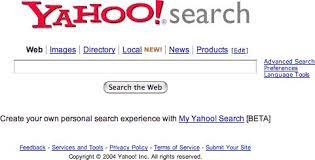 YAHOO! search
Web | Images | Directory | Local NEW! | News | Products [Edit]
Advanced Search
Preferences
Language Tools
Search the Web
Create your own personal search experience with My Yahoo! Search [BETA]
Feedback - Services and Tools - Privacy Policy - Terms of Service - Submit Your Site
Copyright © 2004 Yahoo! Inc. All rights reserved.